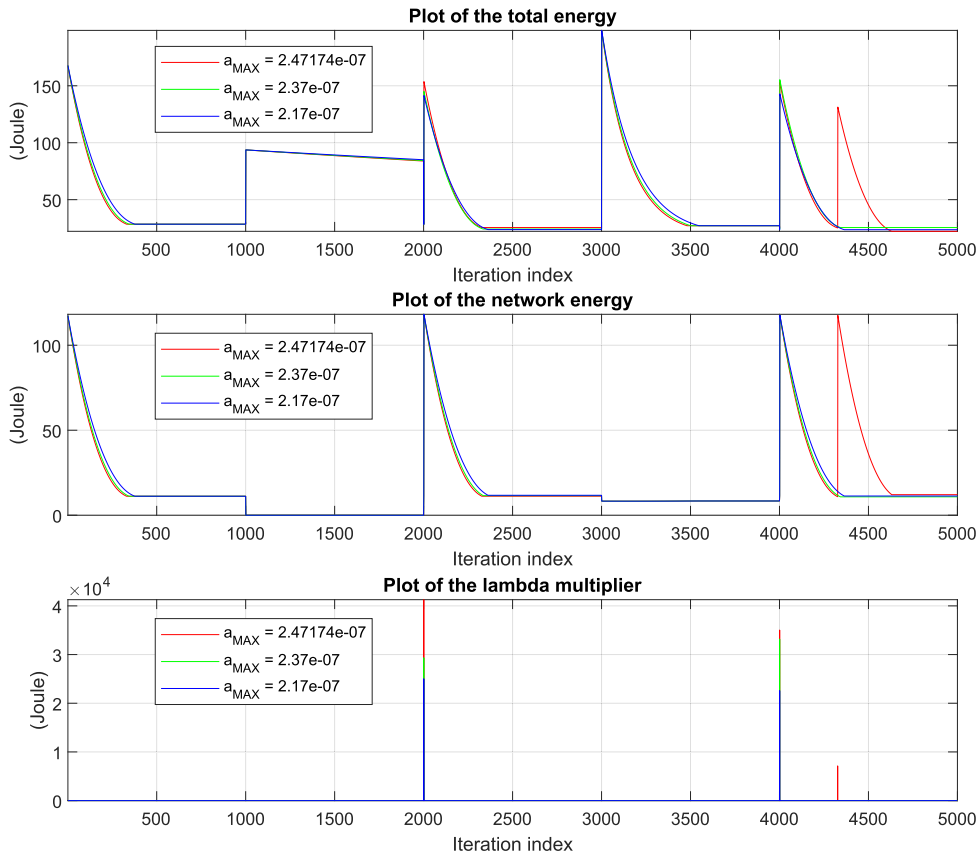 Plot of the total energy
150
100
50
(Joule)
a_MAX = 2.47174e-07
a_MAX = 2.37e-07
a_MAX = 2.17e-07
500 1000 1500 2000 2500 3000 3500 4000 4500 5000
Iteration index
Plot of the network energy
100
50
0
(Joule)
a_MAX = 2.47174e-07
a_MAX = 2.37e-07
a_MAX = 2.17e-07
500 1000 1500 2000 2500 3000 3500 4000 4500 5000
Iteration index
Plot of the lambda multiplier
×10^4
4
3
2
1
0
(Joule)
a_MAX = 2.47174e-07
a_MAX = 2.37e-07
a_MAX = 2.17e-07
500 1000 1500 2000 2500 3000 3500 4000 4500 5000
Iteration index